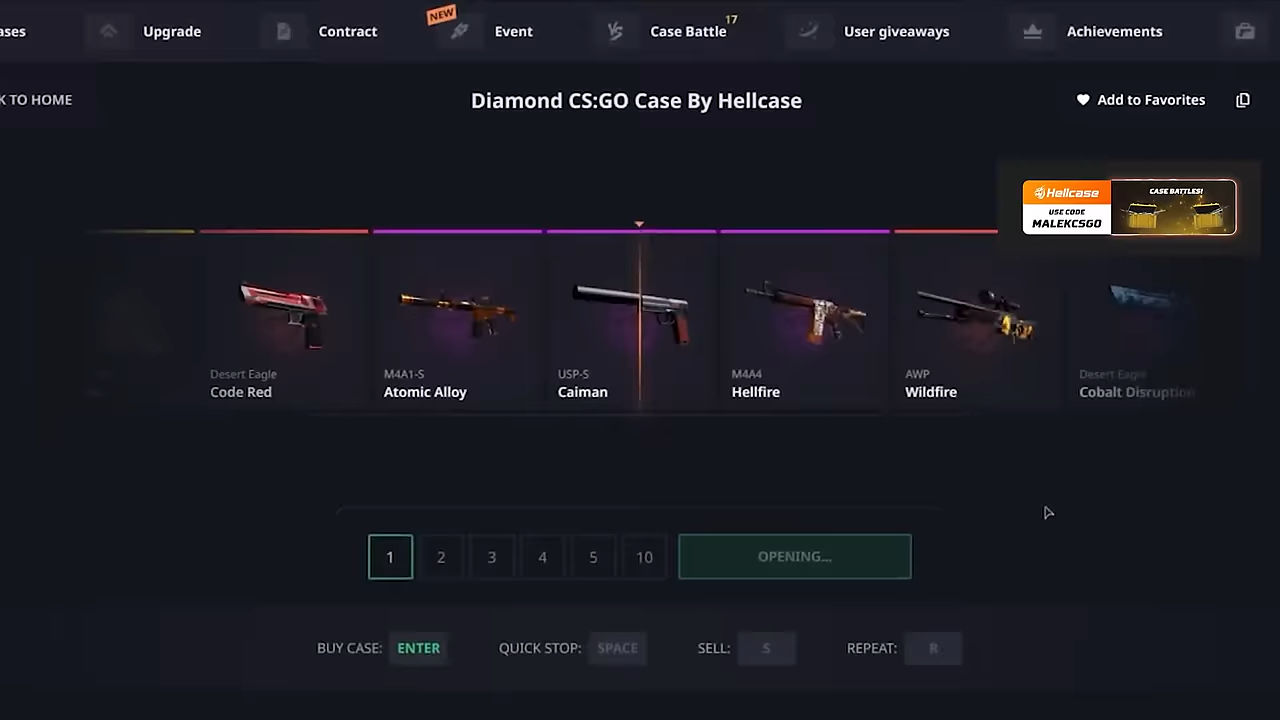 ases
Upgrade
Contract
NEW
Event
Case Battle
17
User giveaways
Achievements
K TO HOME
Diamond CS:GO Case By Hellcase
Add to Favorites
Hellcase
USE CODE
MALEKCSGO
CASE BATTLES!
Desert Eagle
Code Red
M4A1-S
Atomic Alloy
USP-S
Caiman
M4A4
Hellfire
AWP
Wildfire
Desert Eagle
Cobalt Disruption
1
2
3
4
5
10
OPENING...
BUY CASE: ENTER
QUICK STOP: SPACE
SELL: S
REPEAT: R